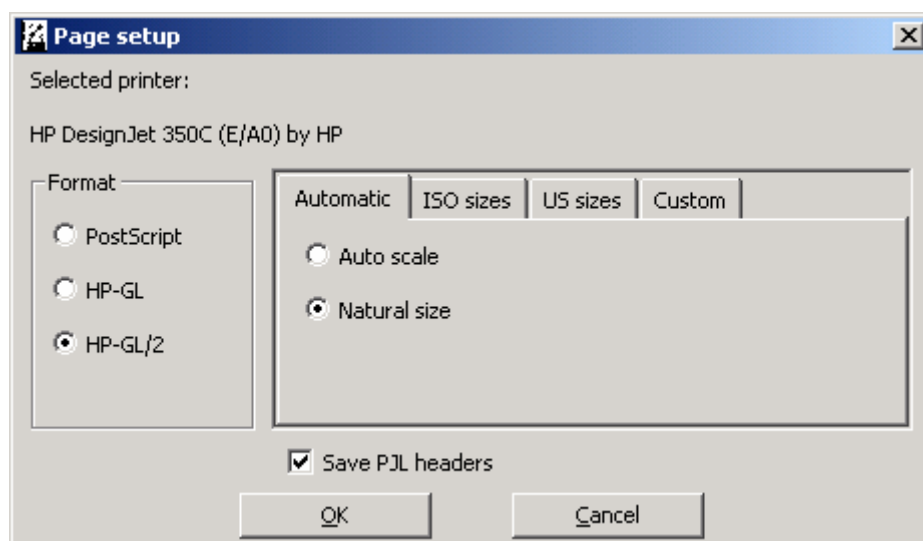 Page setup
Selected printer:
HP DesignJet 350C (E/A0) by HP
Format
PostScript
HP-GL
HP-GL/2
Automatic
ISO sizes
US sizes
Custom
Auto scale
Natural size
Save PJL headers
OK
Cancel